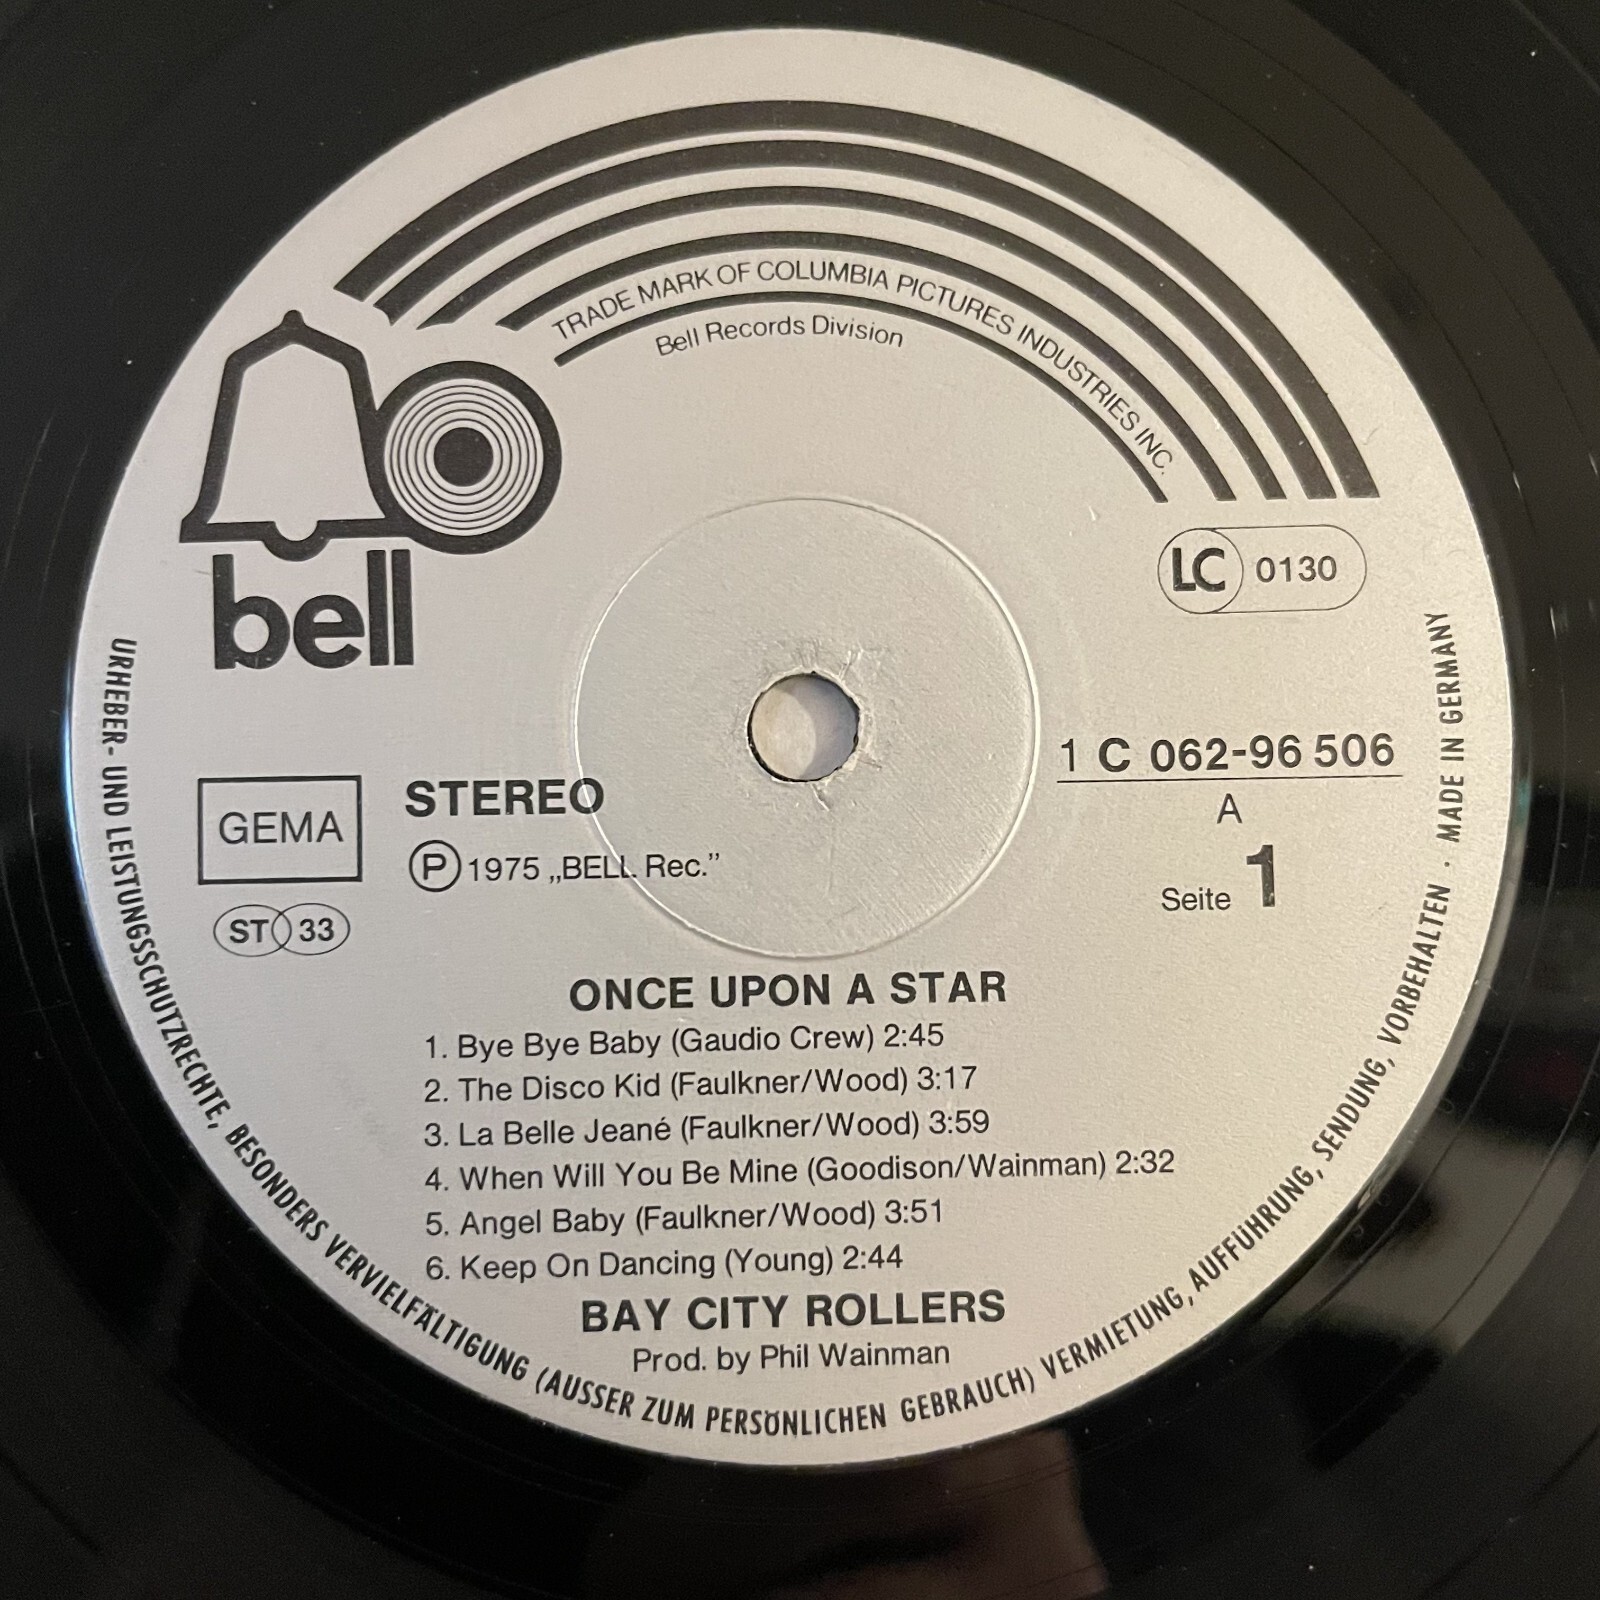 TRADE MARK OF COLUMBIA PICTURES INDUSTRIES INC.
Bell Records Division
bell
LC 0130
1 C 062-96 506
A
Seite 1
GEMA
STEREO
Ⓟ 1975 „BELL Rec.”
ST 33
ONCE UPON A STAR
1. Bye Bye Baby (Gaudio Crew) 2:45
2. The Disco Kid (Faulkner/Wood) 3:17
3. La Belle Jeané (Faulkner/Wood) 3:59
4. When Will You Be Mine (Goodison/Wainman) 2:32
5. Angel Baby (Faulkner/Wood) 3:51
6. Keep On Dancing (Young) 2:44
BAY CITY ROLLERS
Prod. by Phil Wainman
URHEBER- UND LEISTUNGSSCHUTZRECHTE, BESONDERS VERVIELFÄLTIGUNG (AUSSER ZUM PERSÖNLICHEN GEBRAUCH) VERMIETUNG, AUFFÜHRUNG, SENDUNG, VORBEHALTEN · MADE IN GERMANY